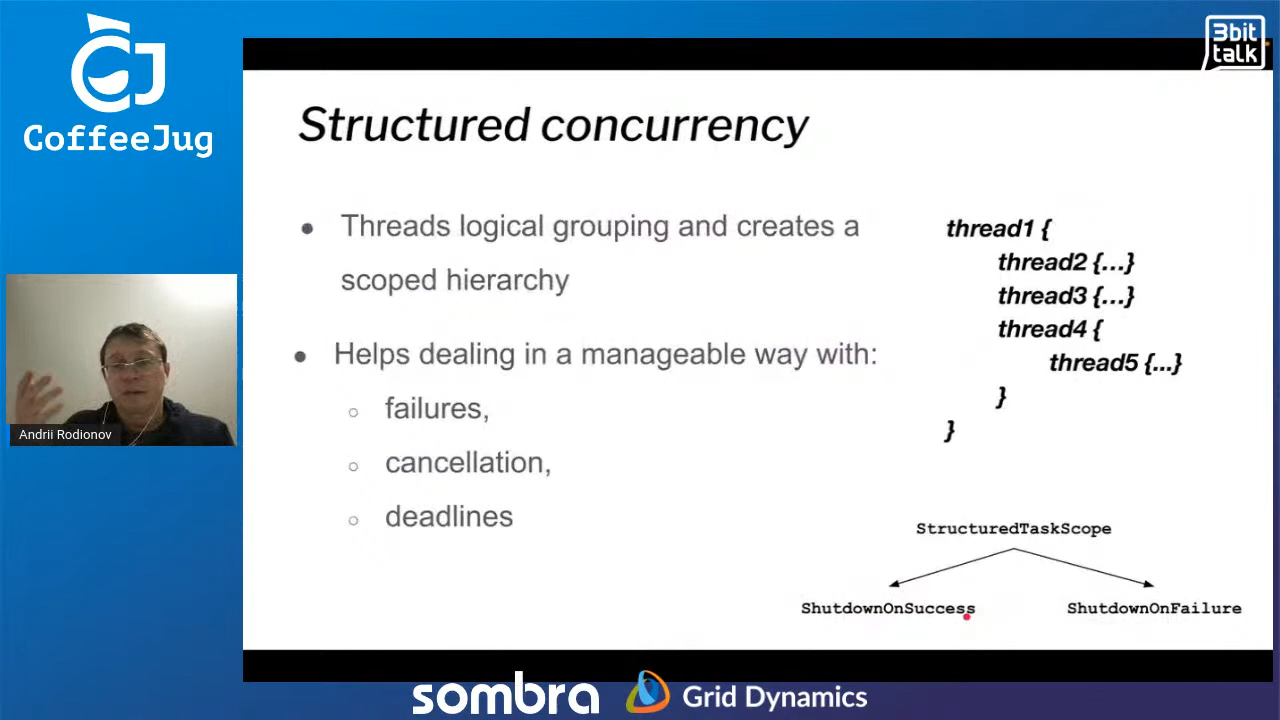 CJ
CoffeeJug
3bit
talk
Structured concurrency
● Threads logical grouping and creates a
scoped hierarchy
● Helps dealing in a manageable way with:
○ failures,
○ cancellation,
○ deadlines
thread1 {
thread2 {...}
thread3 {...}
thread4 {
thread5 {...}
}
}
StructuredTaskScope
ShutdownOnSuccess
ShutdownOnFailure
Andrii Rodionov
sombra
Grid Dynamics